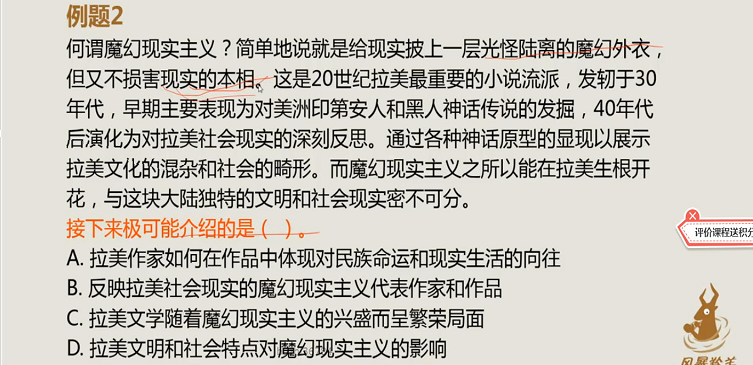 例题2
何谓魔幻现实主义？简单地说就是给现实披上一层光怪陆离的魔幻外衣，
但又不损害现实的本相。这是20世纪拉美最重要的小说流派，发轫于30
年代，早期主要表现为对美洲印第安人和黑人神话传说的发掘，40年代
后演化为对拉美社会现实的深刻反思。通过各种神话原型的显现以展示
拉美文化的混杂和社会的畸形。而魔幻现实主义之所以能在拉美生根开
花，与这块大陆独特的文明和社会现实密不可分。
接下来极可能介绍的是（ ）。
A. 拉美作家如何在作品中体现对民族命运和现实生活的向往
B. 反映拉美社会现实的魔幻现实主义代表作家和作品
C. 拉美文学随着魔幻现实主义的兴盛而呈繁荣局面
D. 拉美文明和社会特点对魔幻现实主义的影响
评价课程送积分